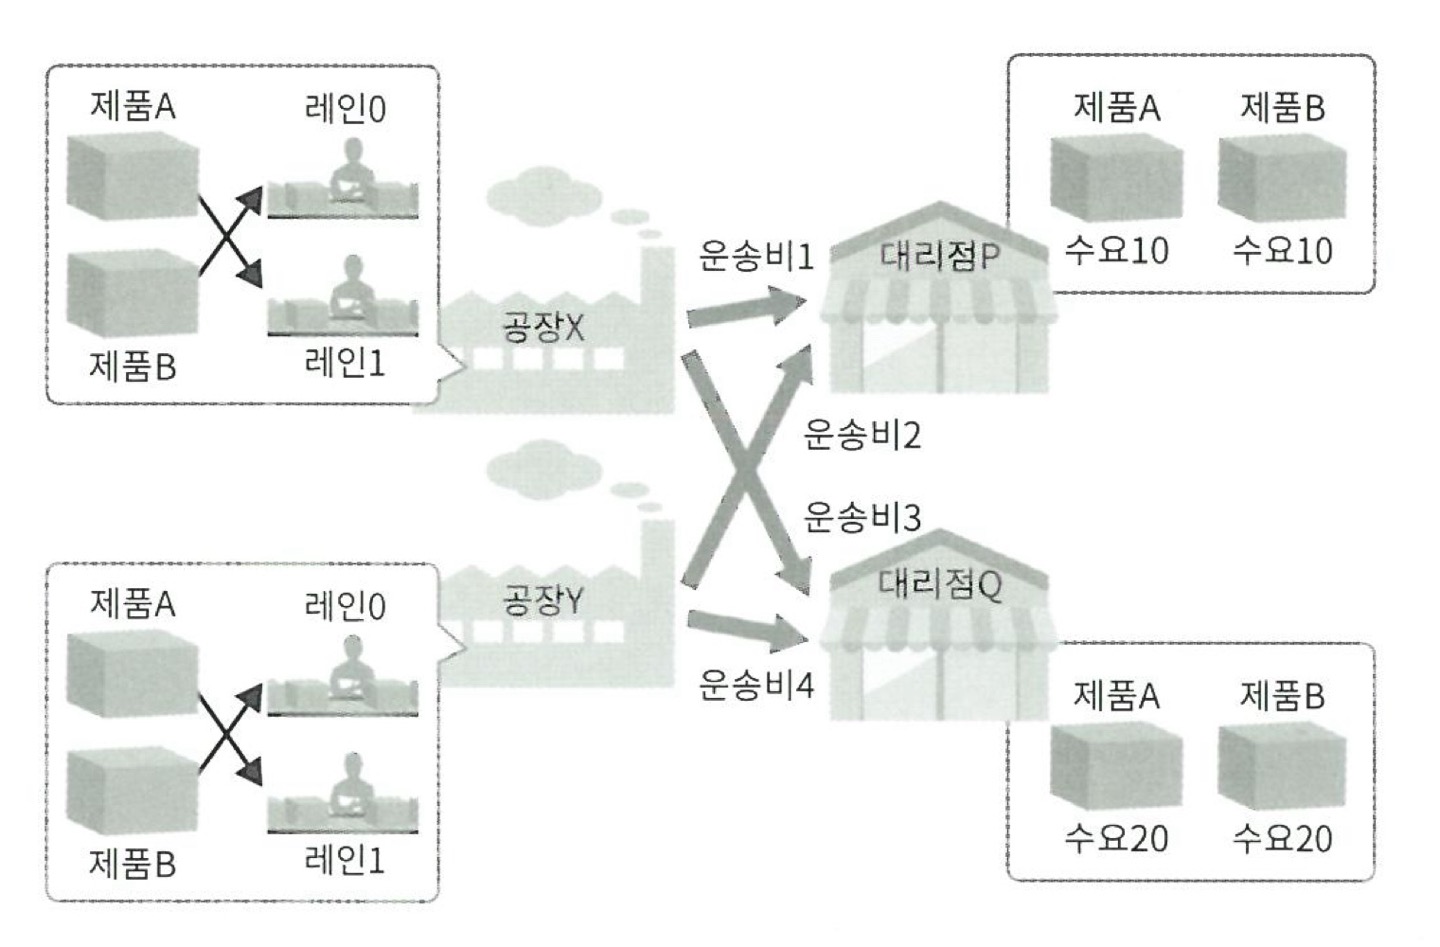 제품A
레인0
제품B
레인1
공장X
운송비1
대리점P
제품A
제품B
수요10
수요10
운송비2
운송비3
제품A
레인0
제품B
레인1
공장Y
운송비4
대리점Q
제품A
제품B
수요20
수요20